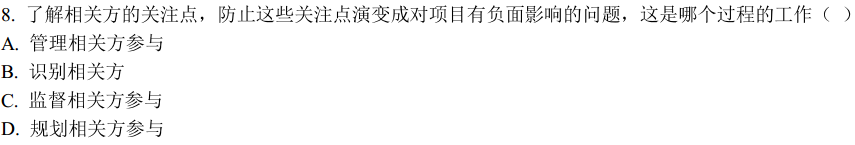 8. 了解相关方的关注点，防止这些关注点演变成对项目有负面影响的问题，这是哪个过程的工作（ ）
A. 管理相关方参与
B. 识别相关方
C. 监督相关方参与
D. 规划相关方参与